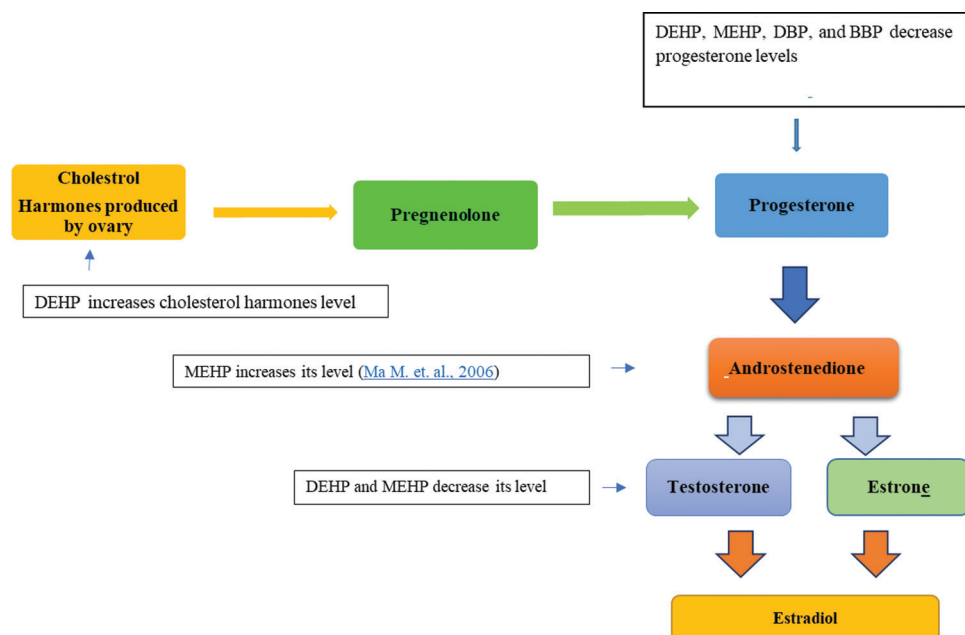 DEHP, MEHP, DBP, and BBP decrease
progesterone levels
Cholestrol
Harmones produced
by ovary
Pregnenolone
Progesterone
DEHP increases cholesterol harmones level
MEHP increases its level (Ma M. et. al., 2006)
Androstenedione
DEHP and MEHP decrease its level
Testosterone
Estrone
Estradiol